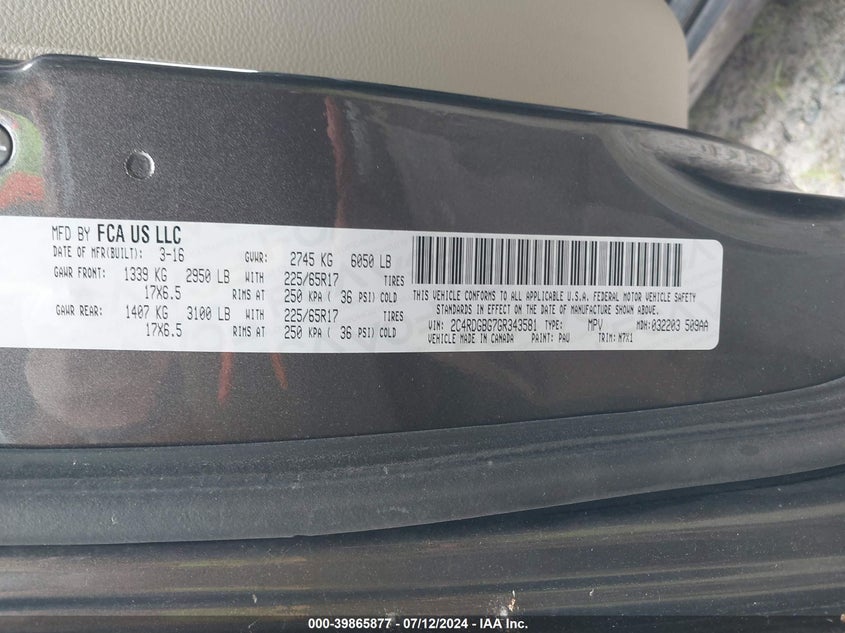 MFD BY FCA US LLC
DATE OF MFR(BUILT): 3-16 GVWR: 2745 KG 6050 LB
GAWR FRONT: 1339 KG 2950 LB WITH 225/65R17 TIRES
17X6.5 RIMS AT 250 KPA ( 36 PSI) COLD
GAWR REAR: 1407 KG 3100 LB WITH 225/65R17 TIRES
17X6.5 RIMS AT 250 KPA ( 36 PSI) COLD
THIS VEHICLE CONFORMS TO ALL APPLICABLE U.S.A. FEDERAL MOTOR VEHICLE SAFETY
STANDARDS IN EFFECT ON THE DATE OF MANUFACTURE SHOWN ABOVE.
VIN: 2C4RDGBG7GR343581 TYPE: MPV MDH: 032203 509AA
VEHICLE MADE IN CANADA PAINT: PAU TRIM: M7X1
000-39865877 - 07/12/2024 - IAA Inc.